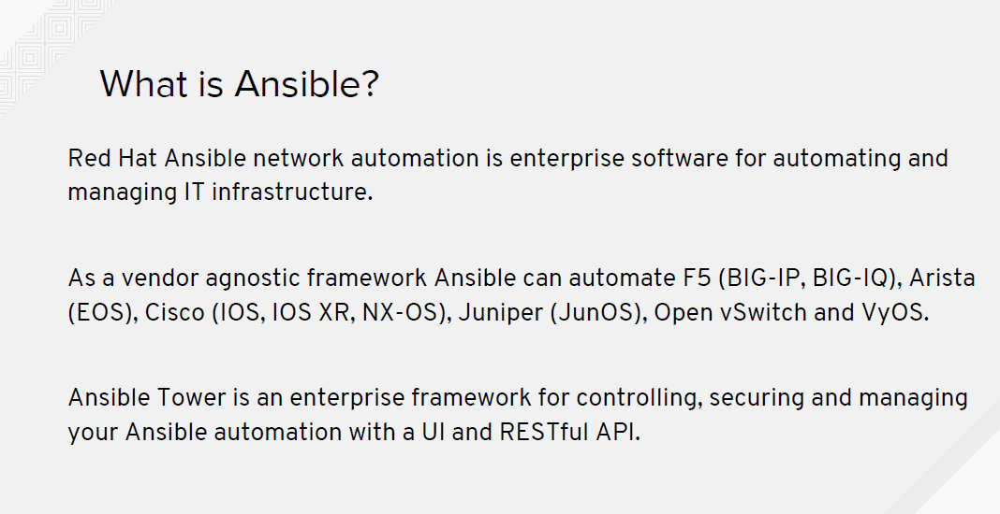 What is Ansible?
Red Hat Ansible network automation is enterprise software for automating and
managing IT infrastructure.
As a vendor agnostic framework Ansible can automate F5 (BIG-IP, BIG-IQ), Arista
(EOS), Cisco (IOS, IOS XR, NX-OS), Juniper (JunOS), Open vSwitch and VyOS.
Ansible Tower is an enterprise framework for controlling, securing and managing
your Ansible automation with a UI and RESTful API.